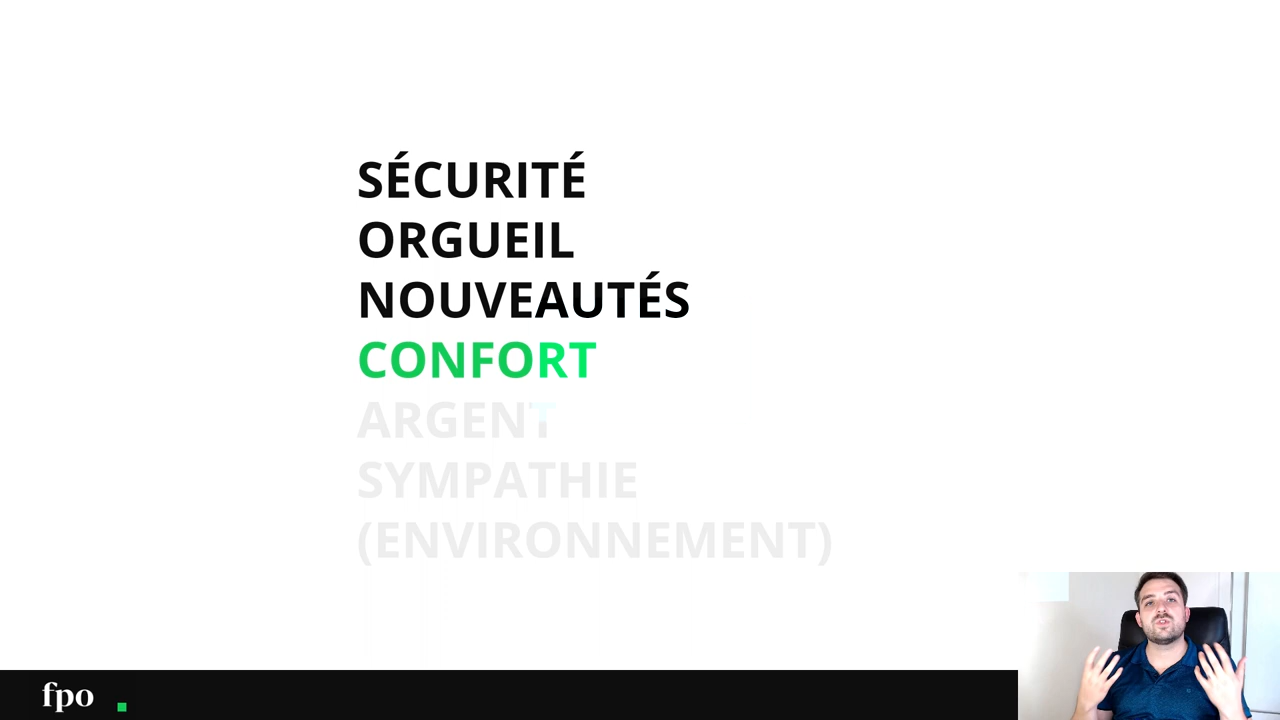 SÉCURITÉ
ORGUEIL
NOUVEAUTÉS
CONFORT
ARGENT
SYMPATHIE
(ENVIRONNEMENT)
fpo